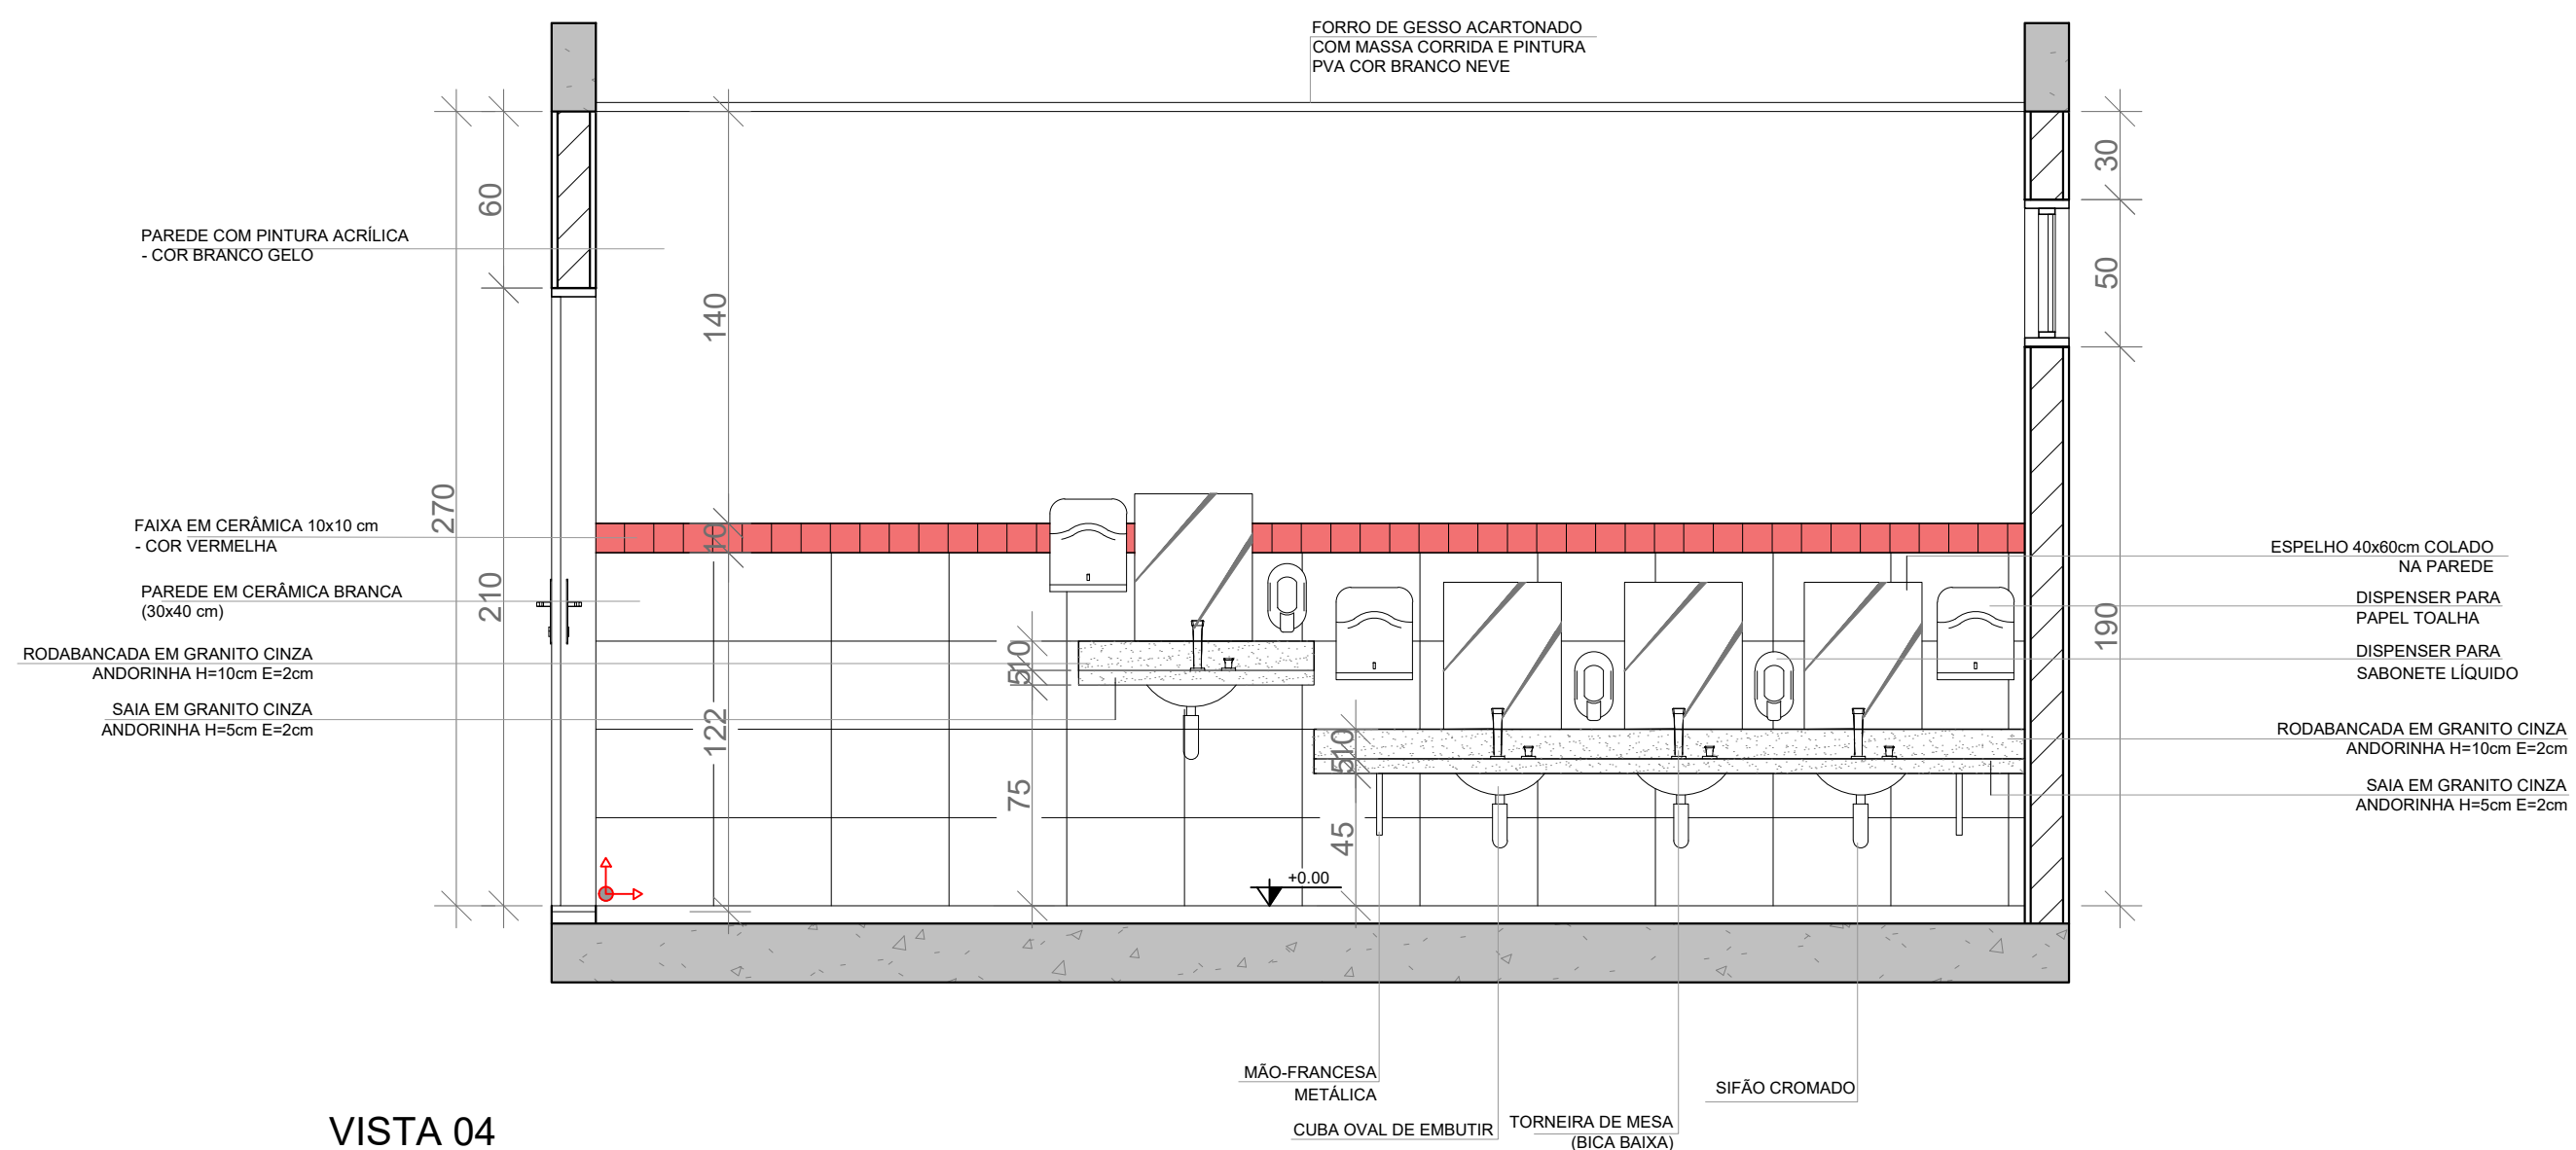 FORRO DE GESSO ACARTONADO
COM MASSA CORRIDA E PINTURA
PVA COR BRANCO NEVE
30
60
PAREDE COM PINTURA ACRÍLICA
- COR BRANCO GELO
50
140
270
FAIXA EM CERÂMICA 10x10 cm
- COR VERMELHA
10
ESPELHO 40x60cm COLADO
NA PAREDE
PAREDE EM CERÂMICA BRANCA
(30x40 cm)
210
190
DISPENSER PARA
PAPEL TOALHA
RODABANCADA EM GRANITO CINZA
ANDORINHA H=10cm E=2cm
10
5
DISPENSER PARA
SABONETE LÍQUIDO
SAIA EM GRANITO CINZA
ANDORINHA H=5cm E=2cm
122
10
5
RODABANCADA EM GRANITO CINZA
ANDORINHA H=10cm E=2cm
75
45
SAIA EM GRANITO CINZA
ANDORINHA H=5cm E=2cm
+0.00
MÃO-FRANCESA
METÁLICA
SIFÃO CROMADO
CUBA OVAL DE EMBUTIR
TORNEIRA DE MESA
(BICA BAIXA)
VISTA 04